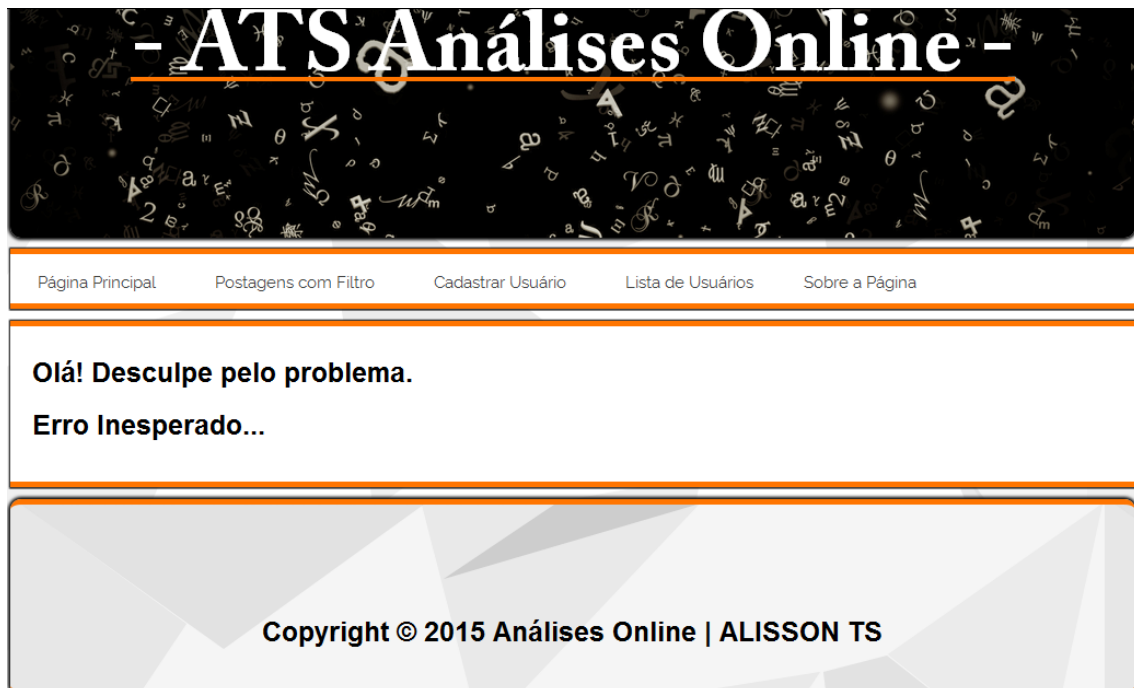 - ATS Análises Online -
Página Principal Postagens com Filtro Cadastrar Usuário Lista de Usuários Sobre a Página
Olá! Desculpe pelo problema.
Erro Inesperado...
Copyright © 2015 Análises Online | ALISSON TS